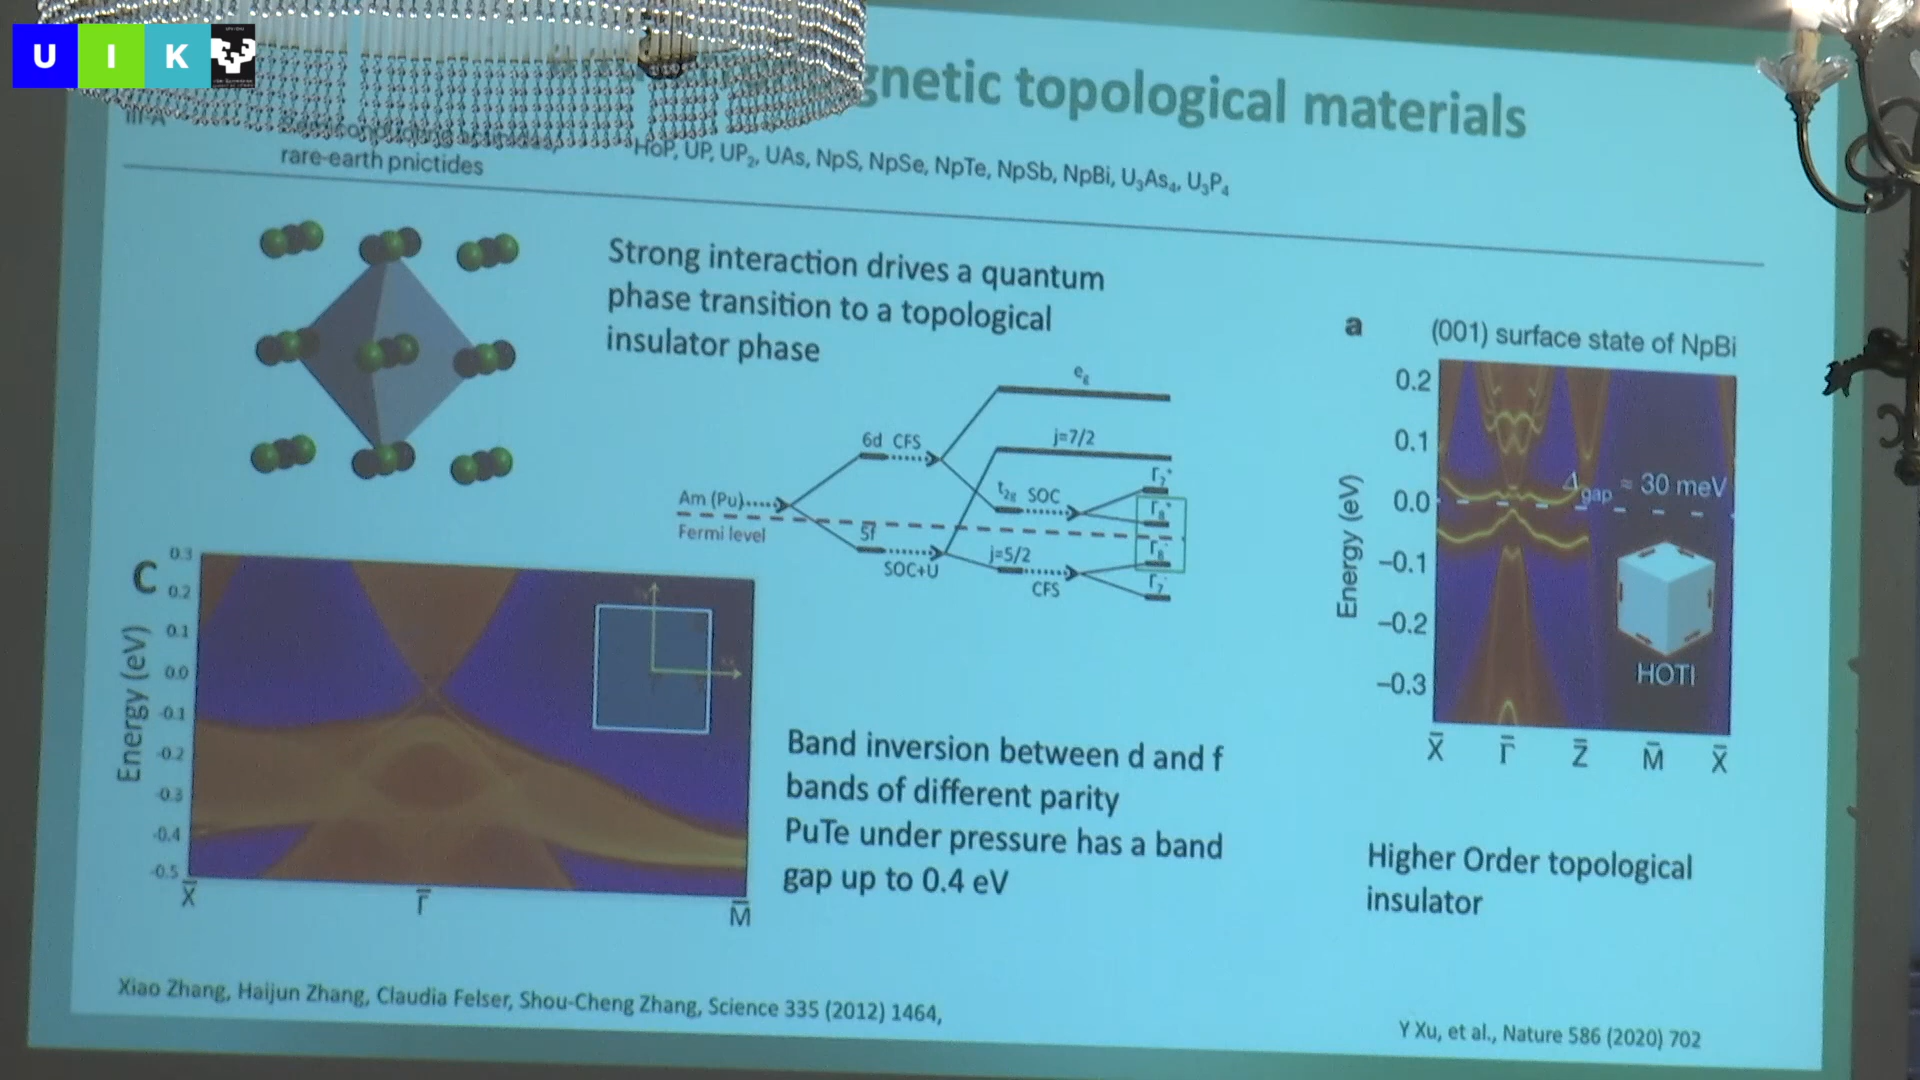 U I K
gnetic topological materials
III-A
rare-earth pnictides
HoP, UP, UP₂, UAs, NpS, NpSe, NpTe, NpSb, NpBi, U₃As₄, U₃P₄
Strong interaction drives a quantum
phase transition to a topological
insulator phase
e_g
j=7/2
6d CFS
Γ₇⁺
t₂g SOC
Γ₈⁺
Am (Pu)
Fermi level
5f
Γ₈⁻
SOC+U
j=5/2
CFS
Γ₇⁻
C
Energy (eV)
0.3
0.2
0.1
0.0
-0.1
-0.2
-0.3
-0.4
-0.5
X̄ Γ̄ M̄
Band inversion between d and f
bands of different parity
PuTe under pressure has a band
gap up to 0.4 eV
a
(001) surface state of NpBi
Energy (eV)
0.2
0.1
0.0
−0.1
−0.2
−0.3
Δgap ≈ 30 meV
HOTI
X̄ Γ̄ Z̄ M̄ X̄
Higher Order topological
insulator
Xiao Zhang, Haijun Zhang, Claudia Felser, Shou-Cheng Zhang, Science 335 (2012) 1464,
Y Xu, et al., Nature 586 (2020) 702